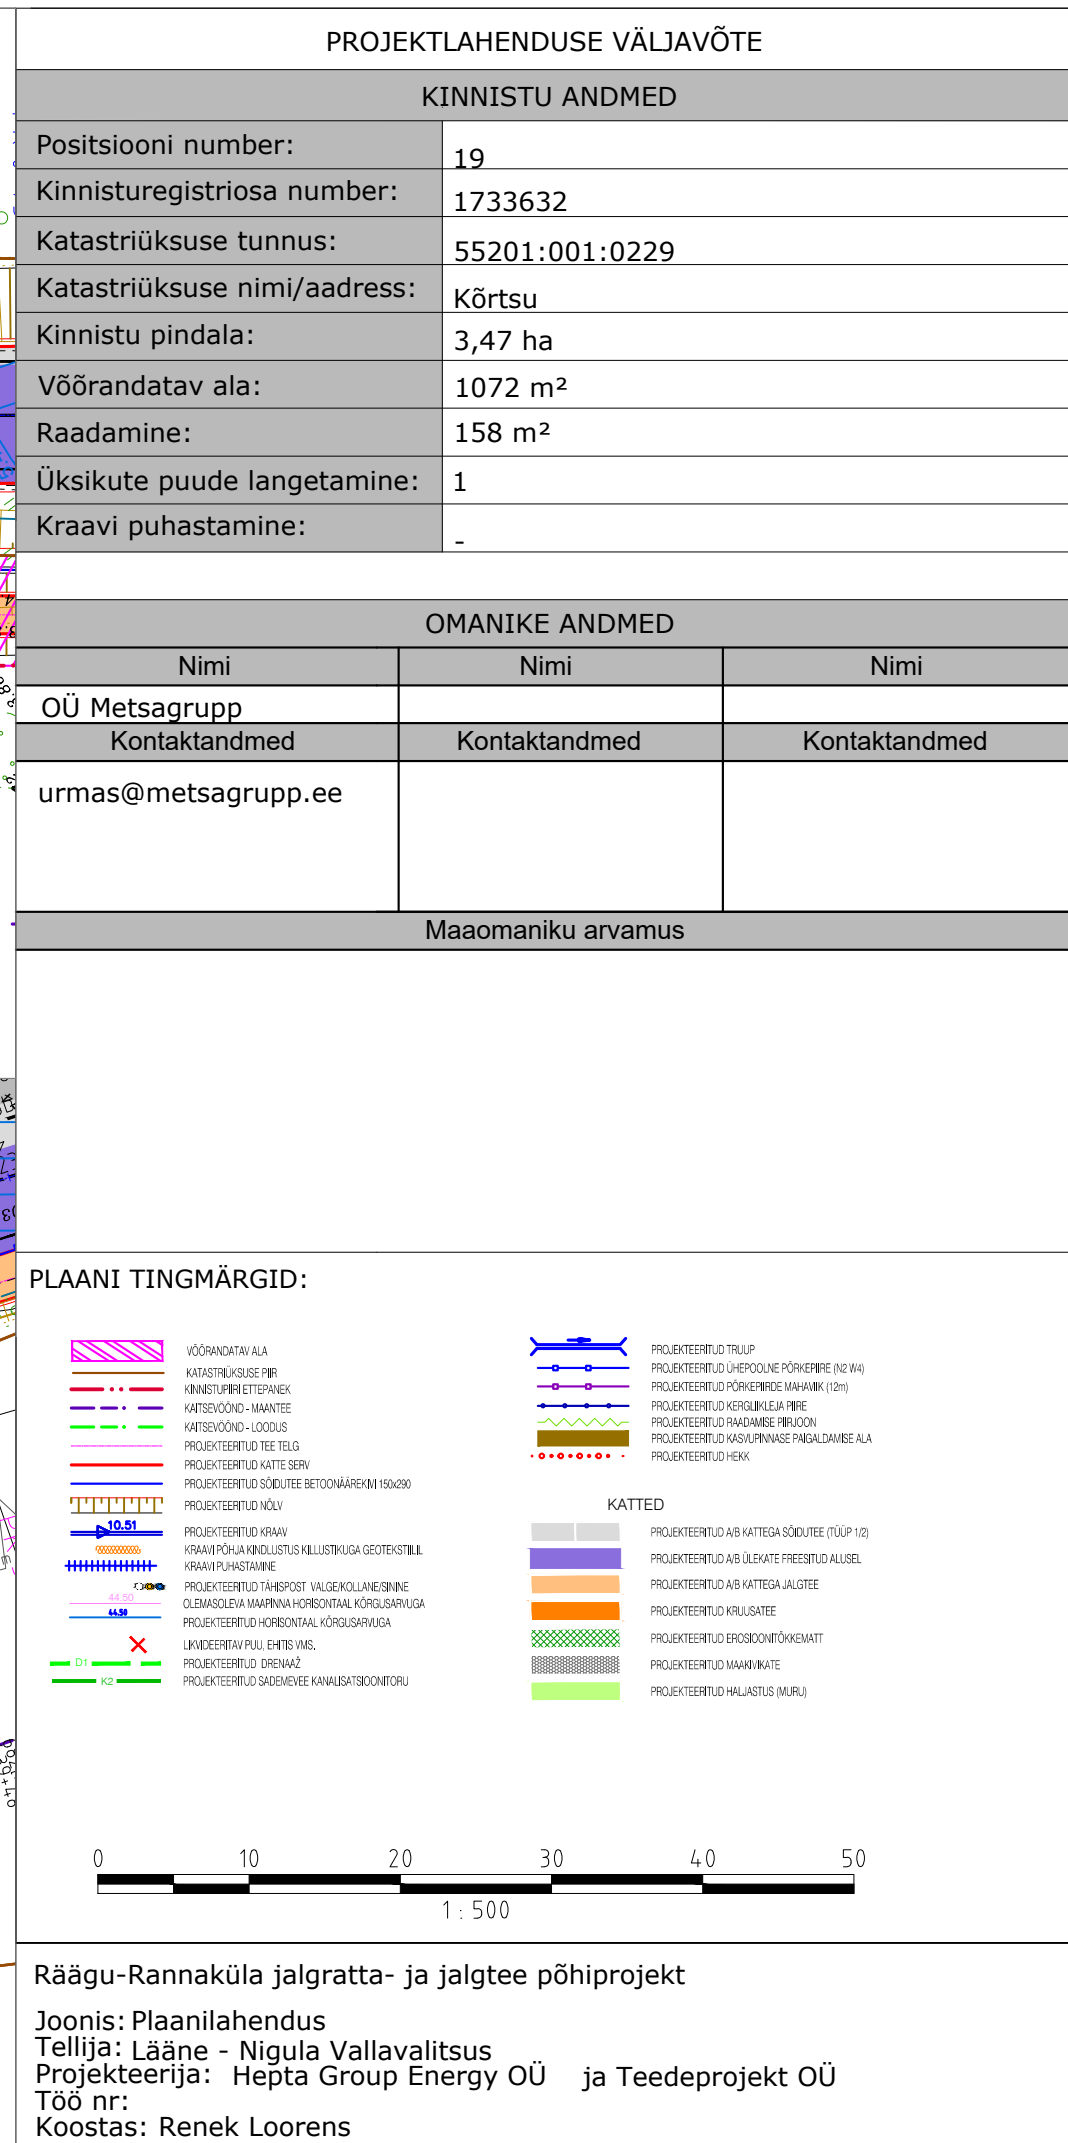 PROJEKTLAHENDUSE VÄLJAVÕTE
KINNISTU ANDMED
Positsiooni number: 19
Kinnisturegistriosa number: 1733632
Katastriüksuse tunnus: 55201:001:0229
Katastriüksuse nimi/aadress: Kõrtsu
Kinnistu pindala: 3,47 ha
Võõrandatav ala: 1072 m²
Raadamine: 158 m²
Üksikute puude langetamine: 1
Kraavi puhastamine: -
OMANIKE ANDMED
Nimi Nimi Nimi
OÜ Metsagrupp
Kontaktandmed Kontaktandmed Kontaktandmed
urmas@metsagrupp.ee
Maaomaniku arvamus
PLAANI TINGMÄRGID:
VÕÕRANDATAV ALA
KATASTRIÜKSUSE PIIR
KINNISTUPIIRI ETTEPANEK
KAITSEVÖÖND - MAANTEE
KAITSEVÖÖND - LOODUS
PROJEKTEERITUD TEE TELG
PROJEKTEERITUD KATTE SERV
PROJEKTEERITUD SÕIDUTEE BETOONÄÄREKIVI 150x290
PROJEKTEERITUD NÕLV
10.51 PROJEKTEERITUD KRAAV
KRAAVI PÕHJA KINDLUSTUS KILLUSTIKUGA GEOTEKSTIILIL
KRAAVI PUHASTAMINE
PROJEKTEERITUD TÄHISPOST VALGE/KOLLANE/SININE
44.50 OLEMASOLEVA MAAPINNA HORISONTAAL KÕRGUSARVUGA
44.50 PROJEKTEERITUD HORISONTAAL KÕRGUSARVUGA
LIKVIDEERITAV PUU, EHITIS VMS.
D1 PROJEKTEERITUD DRENAAŽ
K2 PROJEKTEERITUD SADEMEVEE KANALISATSIOONITORU
PROJEKTEERITUD TRUUP
PROJEKTEERITUD ÜHEPOOLNE PÕRKEPIIRE (N2 W4)
PROJEKTEERITUD PÕRKEPIIRDE MAHAVIIK (12m)
PROJEKTEERITUD KERGLIIKLEJA PIIRE
PROJEKTEERITUD RAADAMISE PIIRJOON
PROJEKTEERITUD KASVUPINNASE PAIGALDAMISE ALA
PROJEKTEERITUD HEKK
KATTED
PROJEKTEERITUD A/B KATTEGA SÕIDUTEE (TÜÜP 1/2)
PROJEKTEERITUD A/B ÜLEKATE FREESITUD ALUSEL
PROJEKTEERITUD A/B KATTEGA JALGTEE
PROJEKTEERITUD KRUUSATEE
PROJEKTEERITUD EROSIOONITÕKKEMATT
PROJEKTEERITUD MAAKIVIKATE
PROJEKTEERITUD HALJASTUS (MURU)
0 10 20 30 40 50
1 : 500
Räägu-Rannaküla jalgratta- ja jalgtee põhiprojekt
Joonis: Plaanilahendus
Tellija: Lääne - Nigula Vallavalitsus
Projekteerija: Hepta Group Energy OÜ ja Teedeprojekt OÜ
Töö nr:
Koostas: Renek Loorens